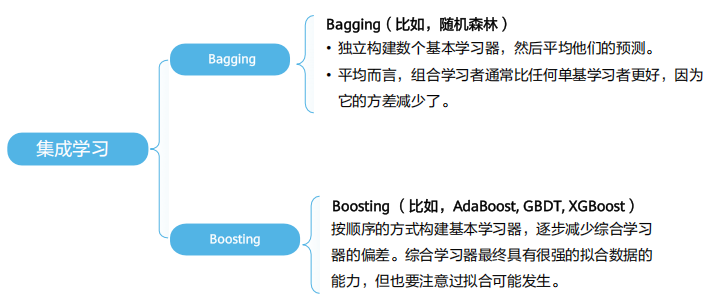 集成学习
Bagging
Bagging（比如，随机森林）
• 独立构建数个基本学习器，然后平均他们的预测。
• 平均而言，组合学习者通常比任何单基学习者更好，因为
它的方差减少了。
Boosting
Boosting （比如，AdaBoost, GBDT, XGBoost）
按顺序的方式构建基本学习器，逐步减少综合学习
器的偏差。综合学习器最终具有很强的拟合数据的
能力，但也要注意过拟合可能发生。